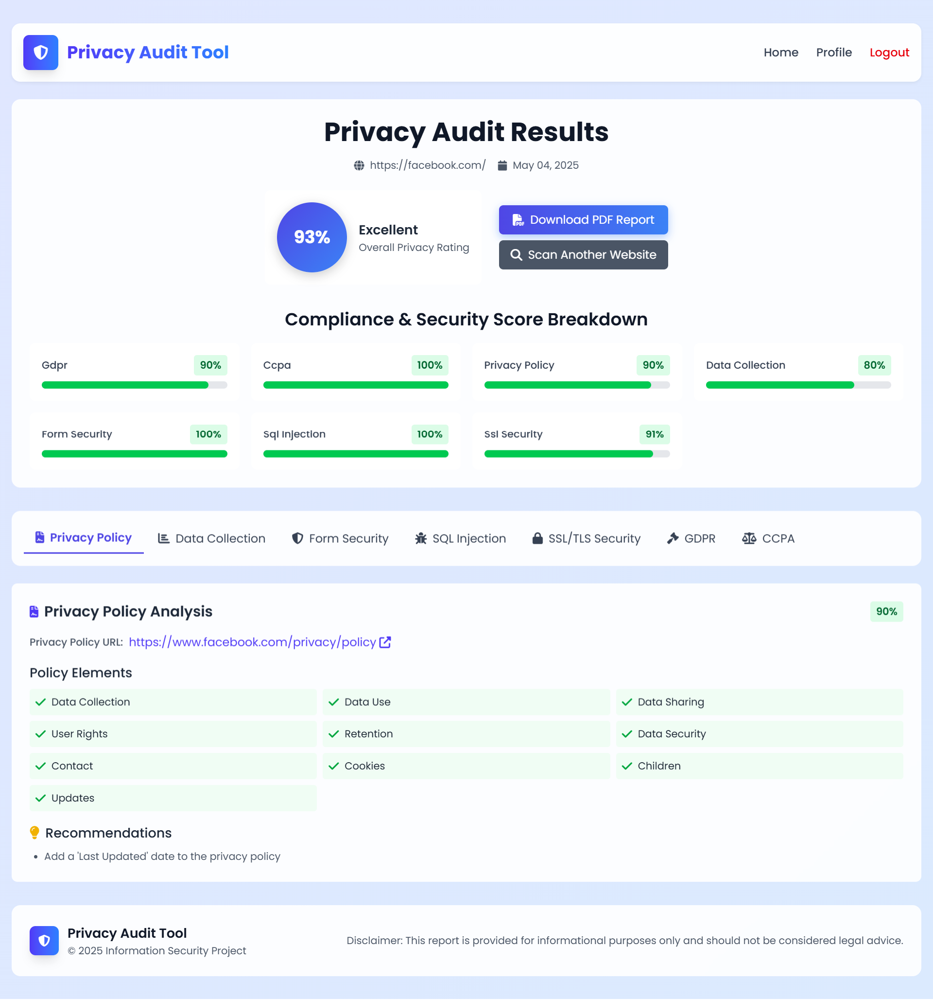 Privacy Audit Tool
Home Profile Logout
Privacy Audit Results
https://facebook.com/ May 04, 2025
93%
Excellent
Overall Privacy Rating
Download PDF Report
Scan Another Website
Compliance & Security Score Breakdown
Gdpr 90%
Ccpa 100%
Privacy Policy 90%
Data Collection 80%
Form Security 100%
Sql Injection 100%
Ssl Security 91%
Privacy Policy Data Collection Form Security SQL Injection SSL/TLS Security GDPR CCPA
Privacy Policy Analysis 90%
Privacy Policy URL: https://www.facebook.com/privacy/policy
Policy Elements
Data Collection Data Use Data Sharing
User Rights Retention Data Security
Contact Cookies Children
Updates
Recommendations
• Add a 'Last Updated' date to the privacy policy
Privacy Audit Tool
© 2025 Information Security Project
Disclaimer: This report is provided for informational purposes only and should not be considered legal advice.